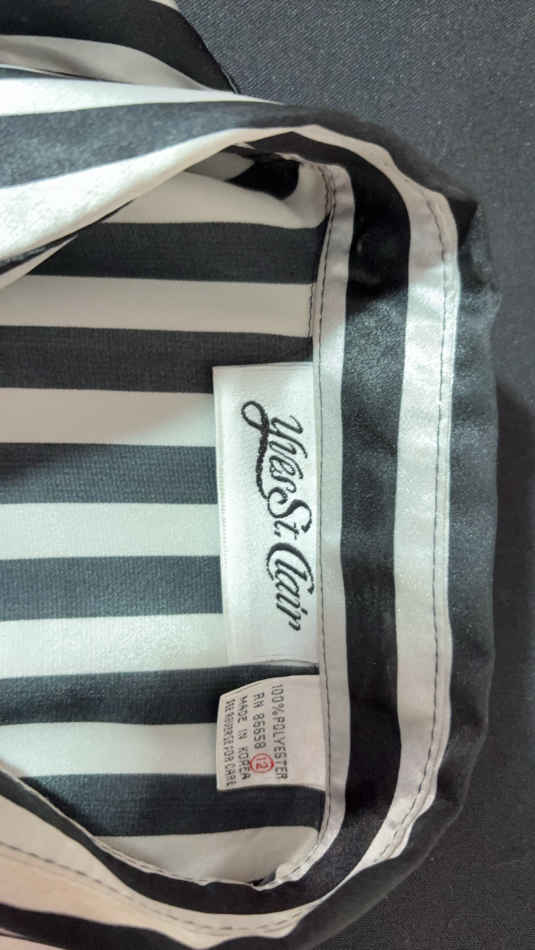 Yves St. Clair
100% POLYESTER
RN 86658 12
MADE IN KOREA
SEE REVERSE FOR CARE